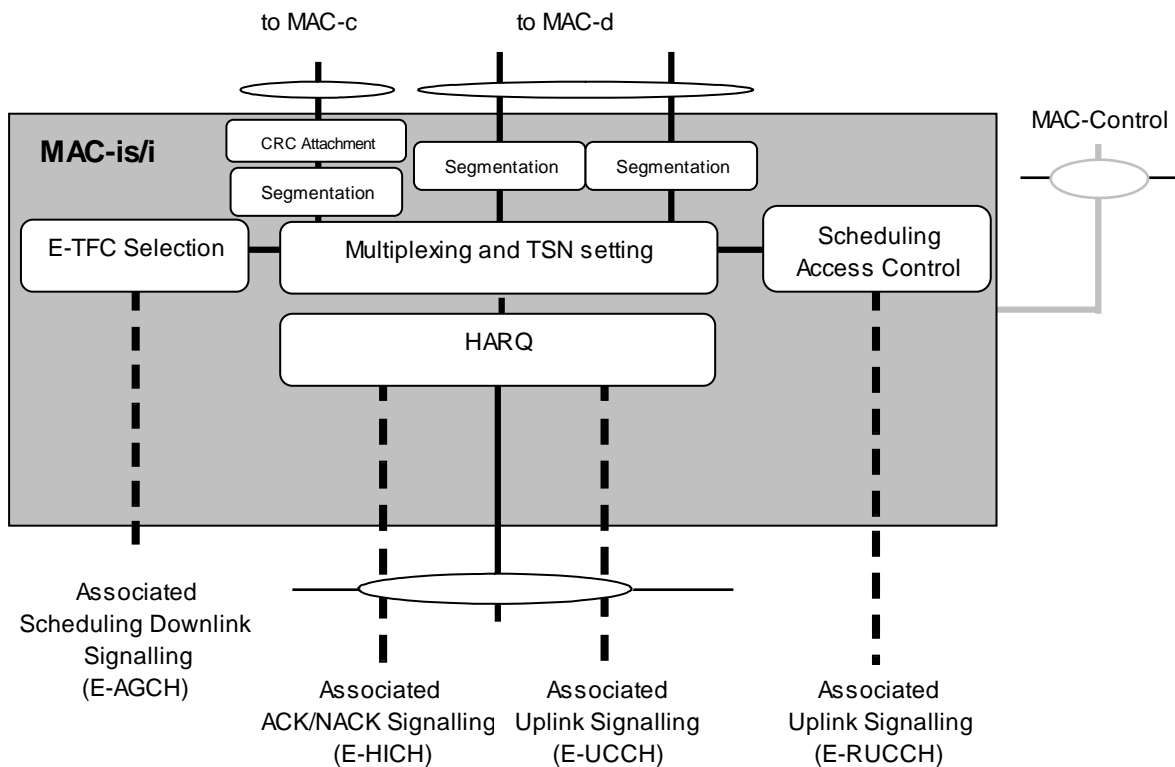 to MAC-c
to MAC-d
MAC-Control
MAC-is/i
CRC Attachment
Segmentation
Segmentation
Segmentation
E-TFC Selection
Multiplexing and TSN setting
Scheduling
Access Control
HARQ
Associated
Scheduling Downlink
Signalling
(E-AGCH)
Associated
ACK/NACK Signalling
(E-HICH)
Associated
Uplink Signalling
(E-UCCH)
Associated
Uplink Signalling
(E-RUCCH)